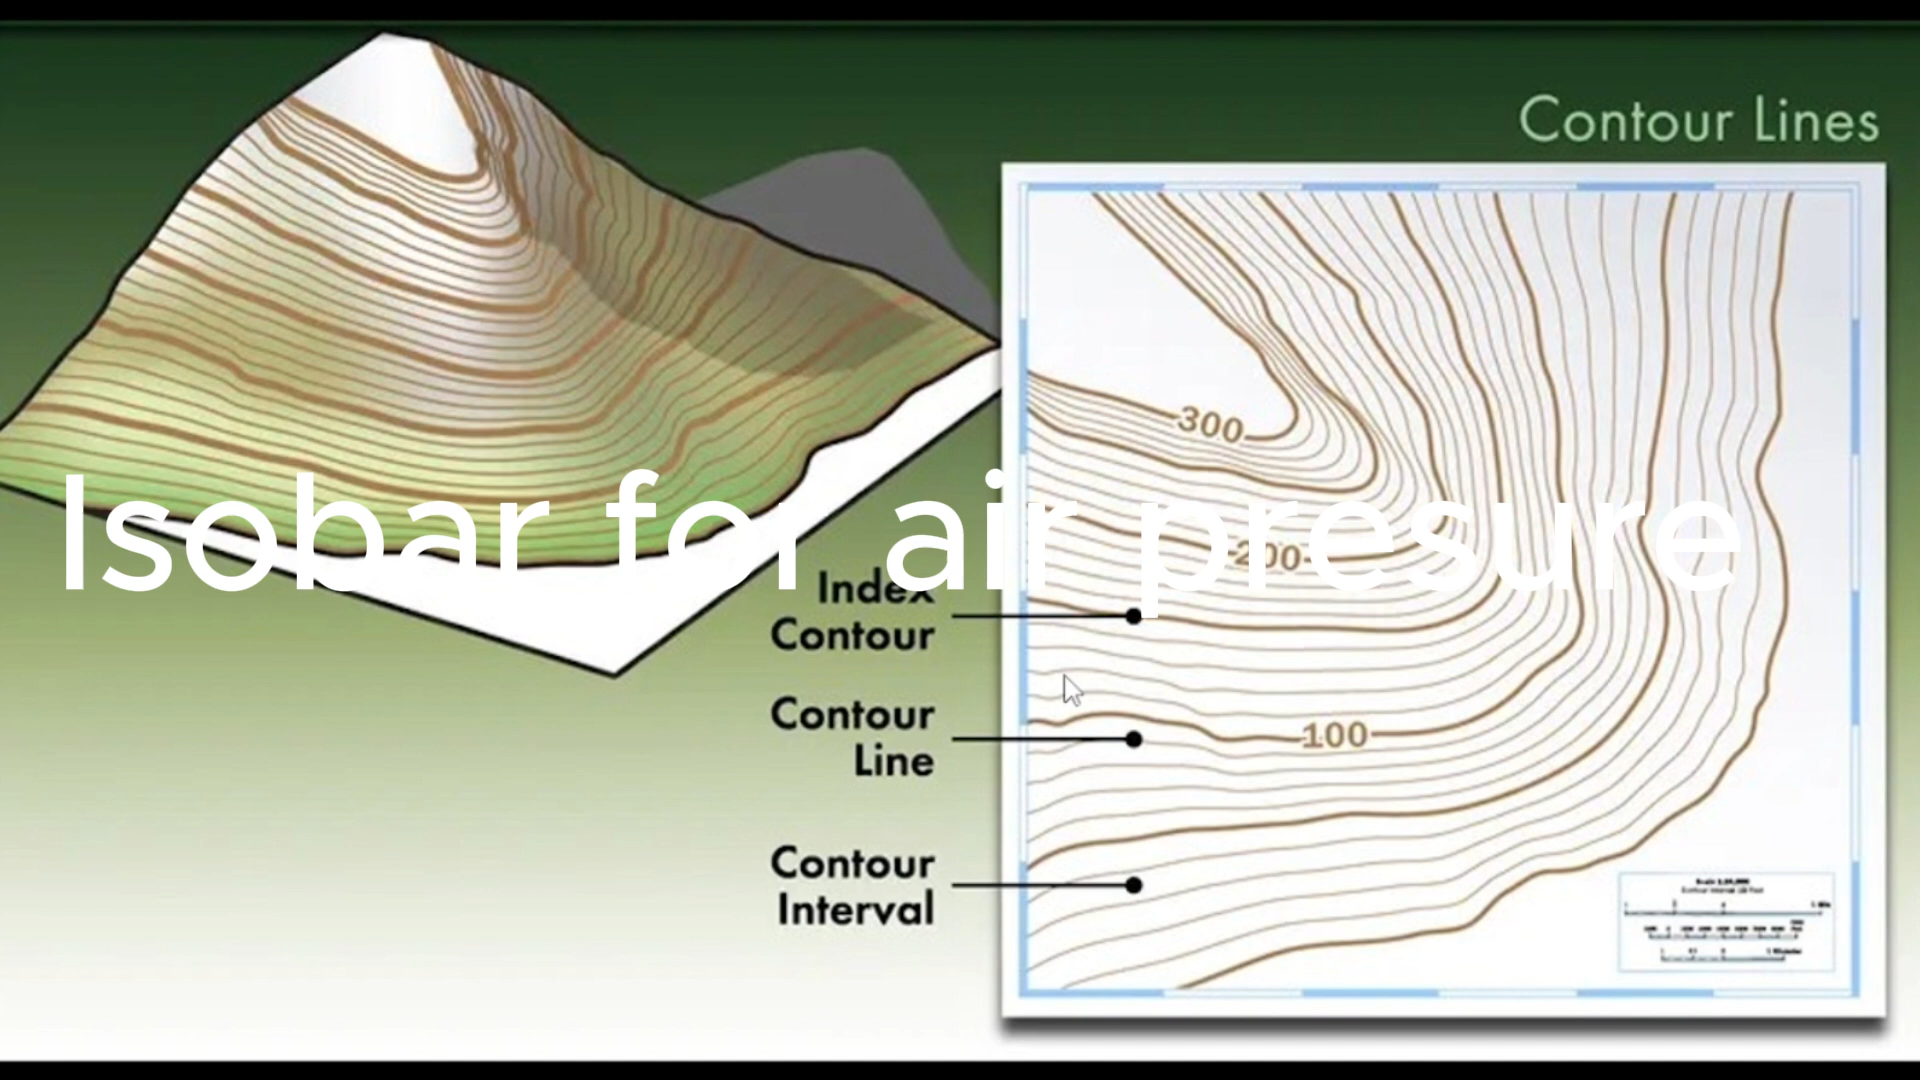 Contour Lines
300
Isobar for air presure
200
Index
Contour
Contour
Line
100
Contour
Interval